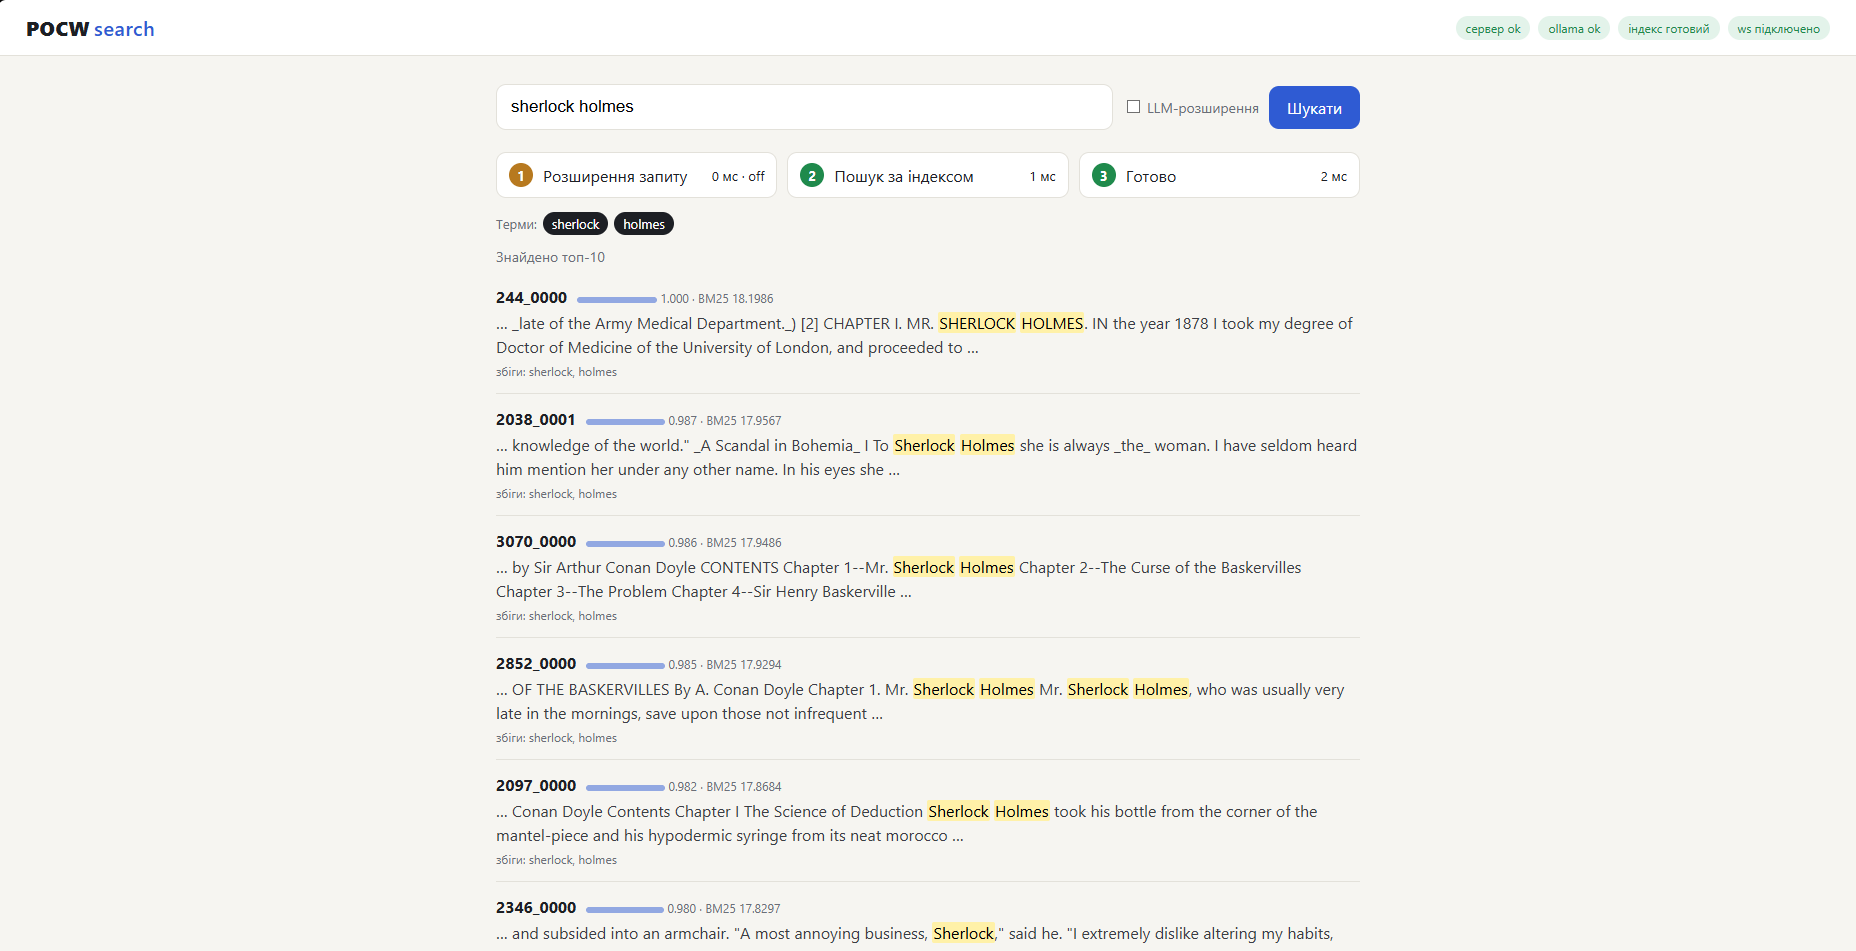 POCW search
сервер ok ollama ok індекс готовий ws підключено
sherlock holmes LLM-розширення Шукати
1 Розширення запиту 0 мс · off 2 Пошук за індексом 1 мс 3 Готово 2 мс
Терми: sherlock holmes
Знайдено топ-10
244_0000 1.000 · BM25 18.1986
... _late of the Army Medical Department._) [2] CHAPTER I. MR. SHERLOCK HOLMES. IN the year 1878 I took my degree of
Doctor of Medicine of the University of London, and proceeded to ...
збіги: sherlock, holmes
2038_0001 0.987 · BM25 17.9567
... knowledge of the world." _A Scandal in Bohemia_ I To Sherlock Holmes she is always _the_ woman. I have seldom heard
him mention her under any other name. In his eyes she ...
збіги: sherlock, holmes
3070_0000 0.986 · BM25 17.9486
... by Sir Arthur Conan Doyle CONTENTS Chapter 1--Mr. Sherlock Holmes Chapter 2--The Curse of the Baskervilles
Chapter 3--The Problem Chapter 4--Sir Henry Baskerville ...
збіги: sherlock, holmes
2852_0000 0.985 · BM25 17.9294
... OF THE BASKERVILLES By A. Conan Doyle Chapter 1. Mr. Sherlock Holmes Mr. Sherlock Holmes, who was usually very
late in the mornings, save upon those not infrequent ...
збіги: sherlock, holmes
2097_0000 0.982 · BM25 17.8684
... Conan Doyle Contents Chapter I The Science of Deduction Sherlock Holmes took his bottle from the corner of the
mantel-piece and his hypodermic syringe from its neat morocco ...
збіги: sherlock, holmes
2346_0000 0.980 · BM25 17.8297
... and subsided into an armchair. "A most annoying business, Sherlock," said he. "I extremely dislike altering my habits,